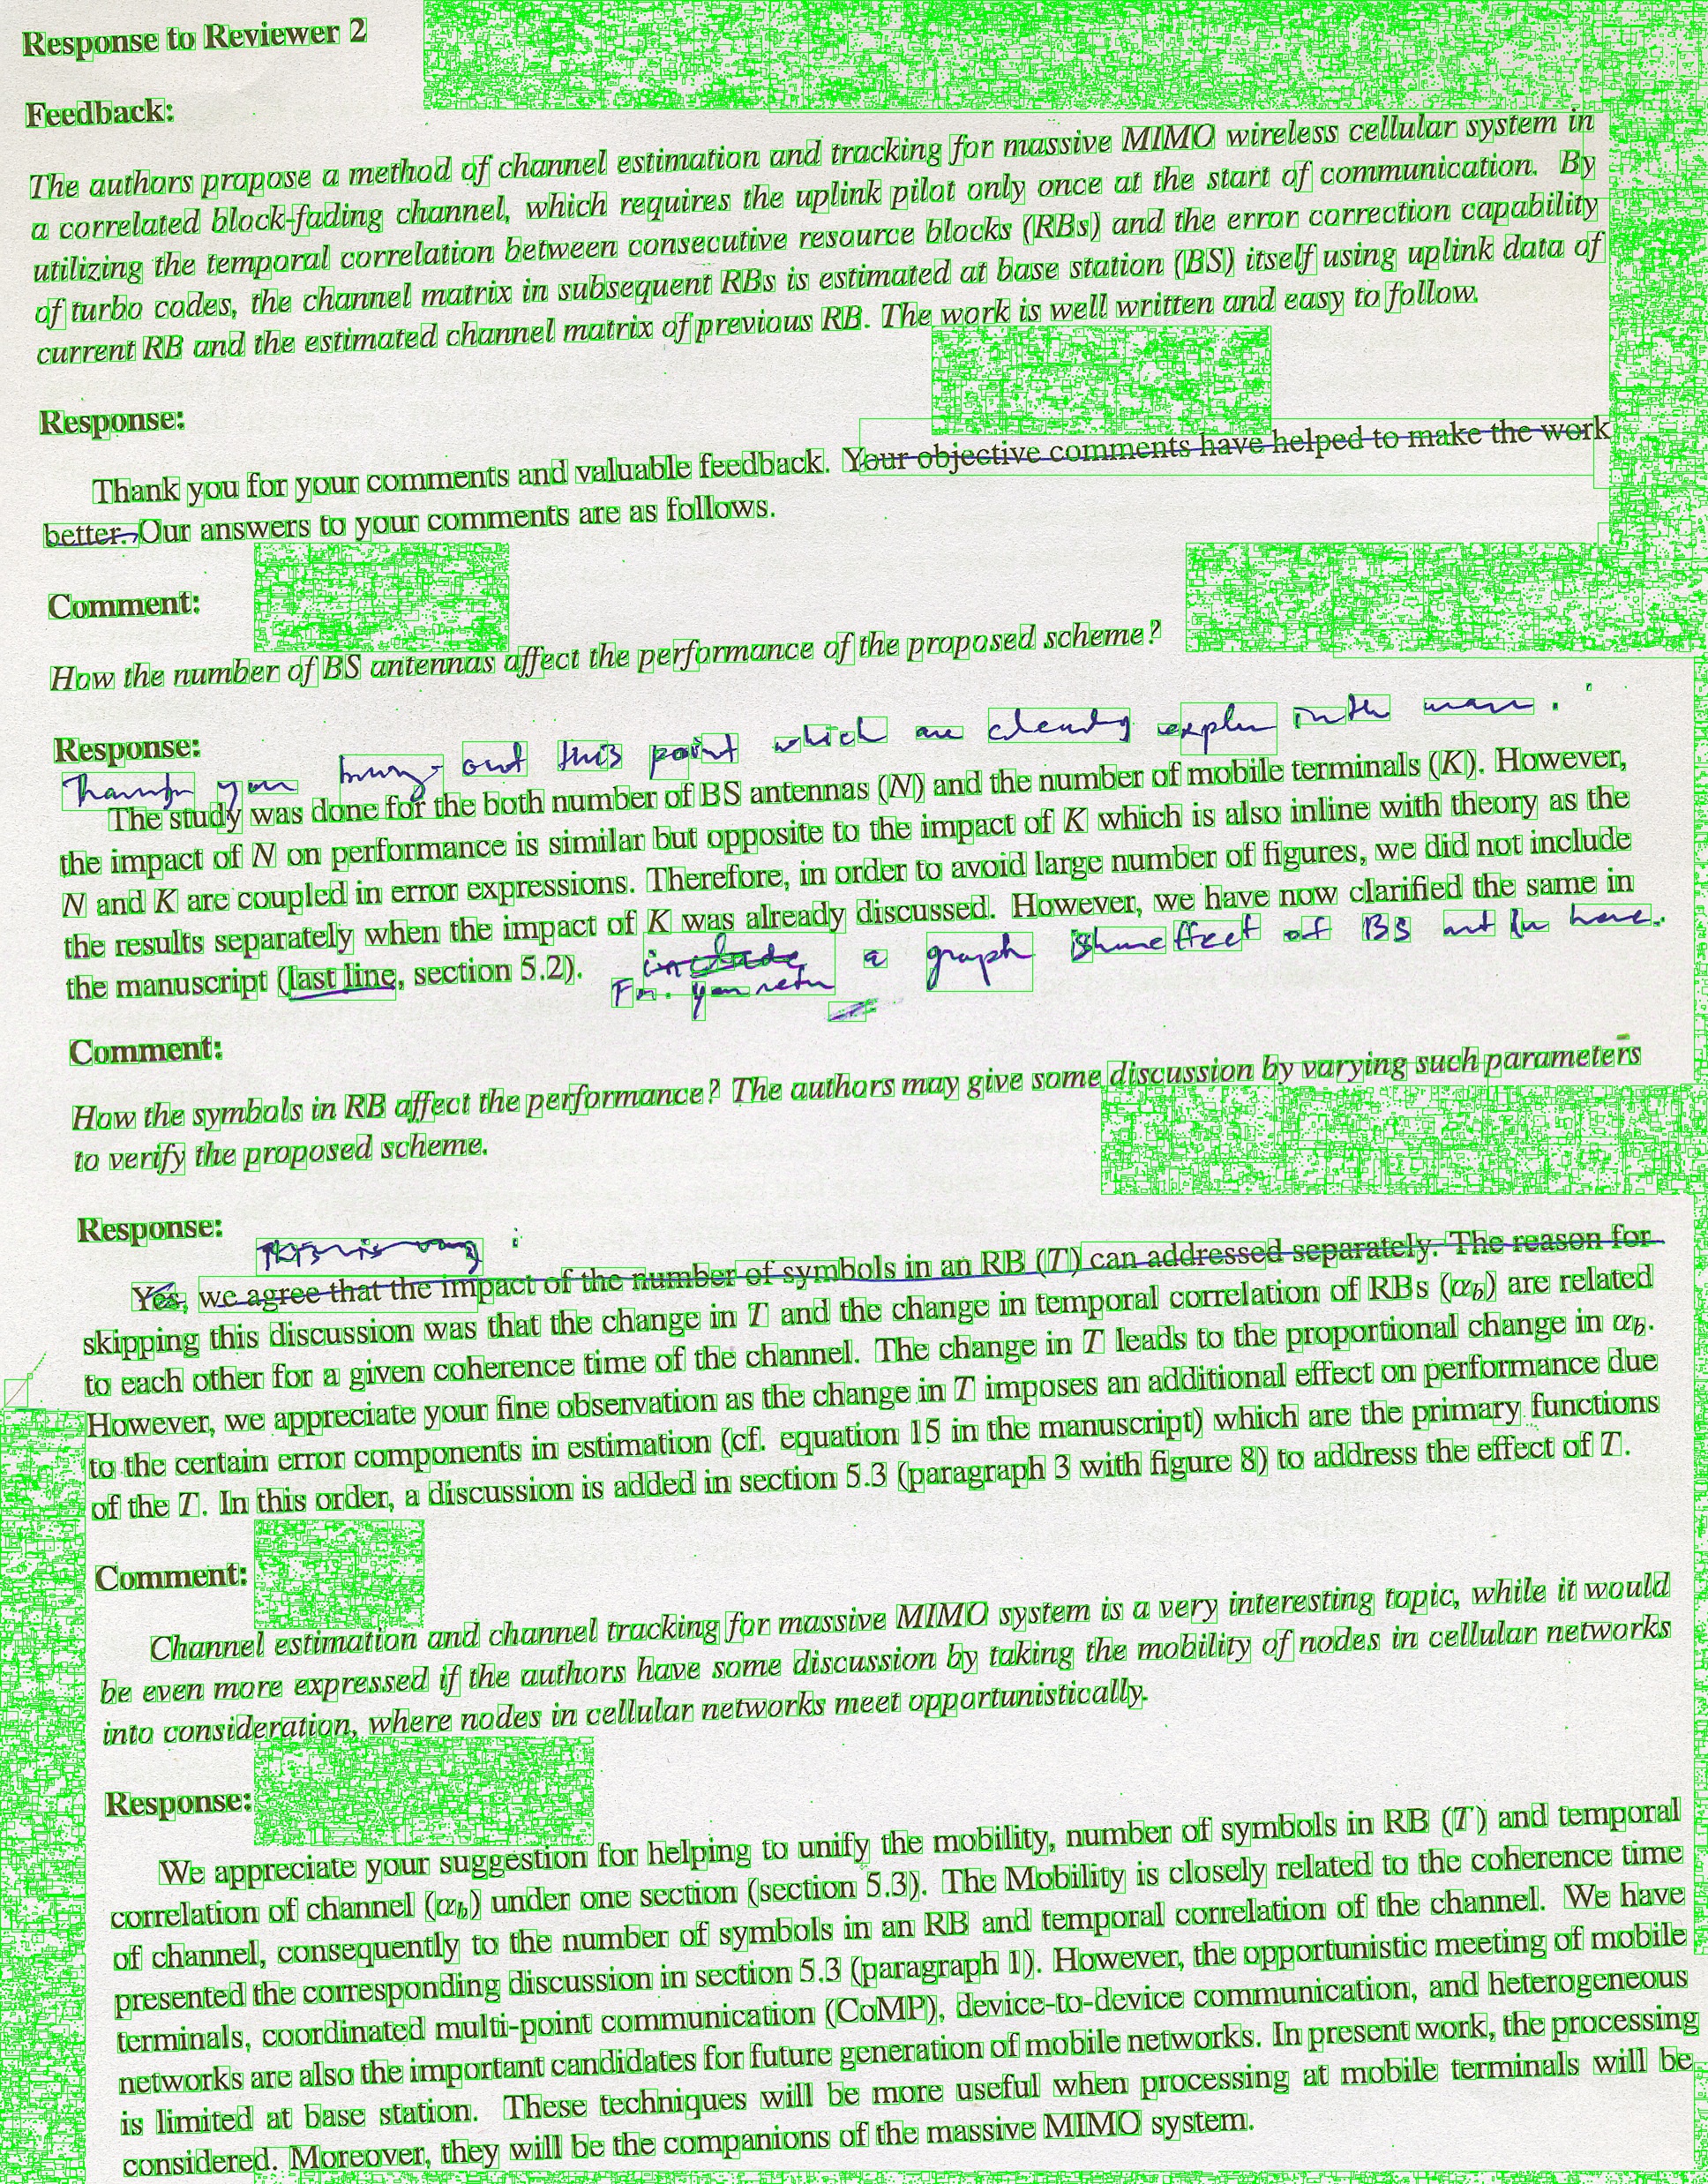 Response to Reviewer 2
Feedback:
The authors propose a method of channel estimation and tracking for massive MIMO wireless cellular system in
a correlated block-fading channel, which requires the uplink pilot only once at the start of communication. By
utilizing the temporal correlation between consecutive resource blocks (RBs) and the error correction capability
of turbo codes, the channel matrix in subsequent RBs is estimated at base station (BS) itself using uplink data of
current RB and the estimated channel matrix of previous RB. The work is well written and easy to follow.
Response:
Thank you for your comments and valuable feedback. Your objective comments have helped to make the work
better. Our answers to your comments are as follows.
Comment:
How the number of BS antennas affect the performance of the proposed scheme?
Response:
you out this point which are clearly in the
The study was done for the both number of BS antennas (N) and the number of mobile terminals (K). However,
the impact of N on performance is similar but opposite to the impact of K which is also inline with theory as the
N and K are coupled in error expressions. Therefore, in order to avoid large number of figures, we did not include
the results separately when the impact of K was already discussed. However, we have now clarified the same in
the manuscript (last line, section 5.2).
include a graph effect of BS here.
Comment:
How the symbols in RB affect the performance? The authors may give some discussion by varying such parameters
to verify the proposed scheme.
Response:
Yes, we agree that the impact of the number of symbols in an RB (T) can addressed separately. The reason for
skipping this discussion was that the change in T and the change in temporal correlation of RBs (α_b) are related
to each other for a given coherence time of the channel. The change in T leads to the proportional change in α_b.
However, we appreciate your fine observation as the change in T imposes an additional effect on performance due
to the certain error components in estimation (cf. equation 15 in the manuscript) which are the primary functions
of the T. In this order, a discussion is added in section 5.3 (paragraph 3 with figure 8) to address the effect of T.
Comment:
Channel estimation and channel tracking for massive MIMO system is a very interesting topic, while it would
be even more expressed if the authors have some discussion by taking the mobility of nodes in cellular networks
into consideration, where nodes in cellular networks meet opportunistically.
Response:
We appreciate your suggestion for helping to unify the mobility, number of symbols in RB (T) and temporal
correlation of channel (α_b) under one section (section 5.3). The Mobility is closely related to the coherence time
of channel, consequently to the number of symbols in an RB and temporal correlation of the channel. We have
presented the corresponding discussion in section 5.3 (paragraph 1). However, the opportunistic meeting of mobile
terminals, coordinated multi-point communication (CoMP), device-to-device communication, and heterogeneous
networks are also the important candidates for future generation of mobile networks. In present work, the processing
is limited at base station. These techniques will be more useful when processing at mobile terminals will be
considered. Moreover, they will be the companions of the massive MIMO system.